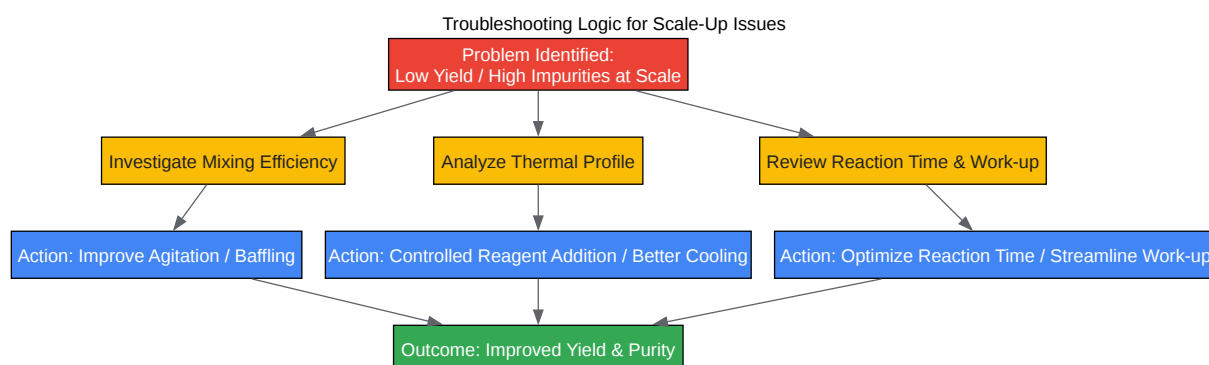 Troubleshooting Logic for Scale-Up Issues
Problem Identified:
Low Yield / High Impurities at Scale
Investigate Mixing Efficiency
Analyze Thermal Profile
Review Reaction Time & Work-up
Action: Improve Agitation / Baffling
Action: Controlled Reagent Addition / Better Cooling
Action: Optimize Reaction Time / Streamline Work-up
Outcome: Improved Yield & Purity